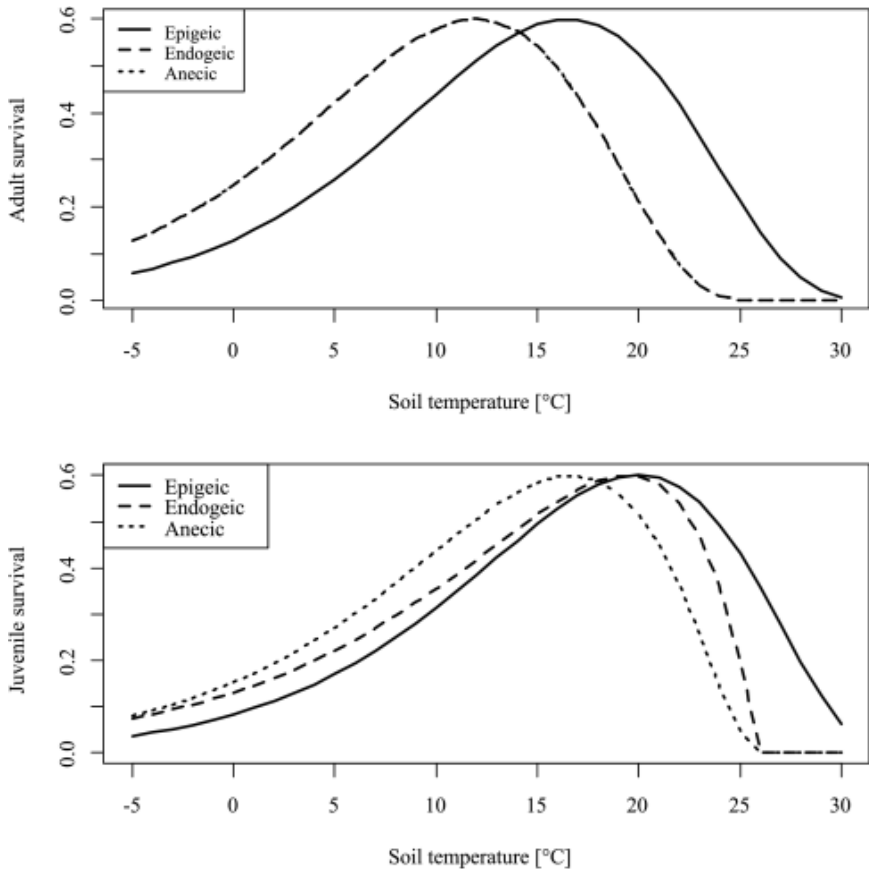 Adult survival
0.6
0.4
0.2
0.0
Epigeic
Endogeic
Anecic
-5 0 5 10 15 20 25 30
Soil temperature [°C]
Juvenile survival
0.6
0.4
0.2
0.0
Epigeic
Endogeic
Anecic
-5 0 5 10 15 20 25 30
Soil temperature [°C]